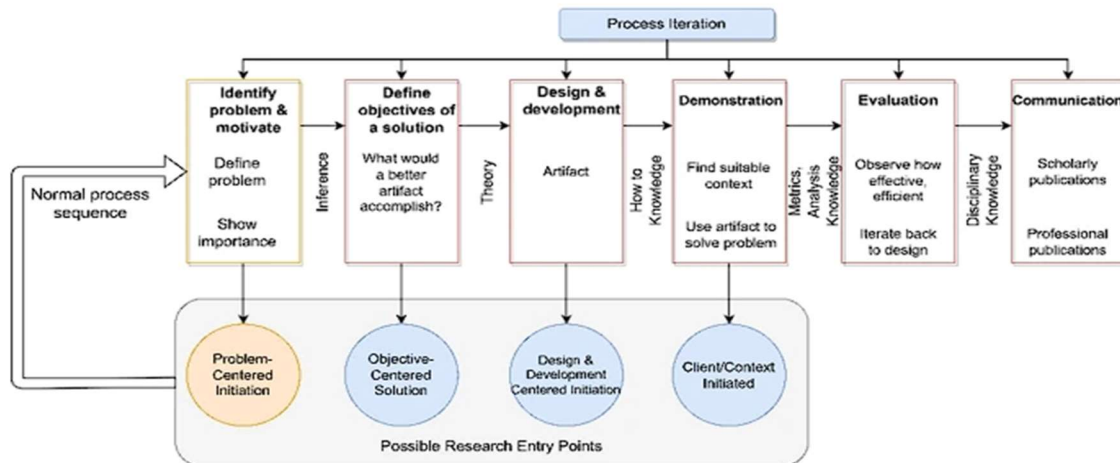 Process Iteration
Identify
problem &
motivate
Define
problem
Show
importance
Inference
Define
objectives of
a solution
What would
a better
artifact
accomplish?
Theory
Design &
development
Artifact
How to
Knowledge
Demonstration
Find suitable
context
Use artifact to
solve problem
Metrics,
Analysis
Knowledge
Evaluation
Observe how
effective,
efficient
Iterate back
to design
Disciplinary
Knowledge
Communication
Scholarly
publications
Professional
publications
Normal process
sequence
Problem-
Centered
Initiation
Objective-
Centered
Solution
Design &
Development
Centered Initiation
Client/Context
Initiated
Possible Research Entry Points